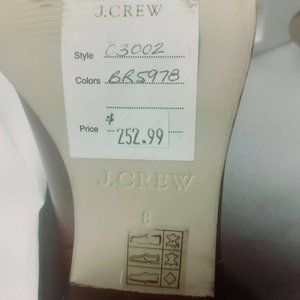 J.CREW
Style C3002
Colors BR5978
Price $ 252.99
J.CREW
8